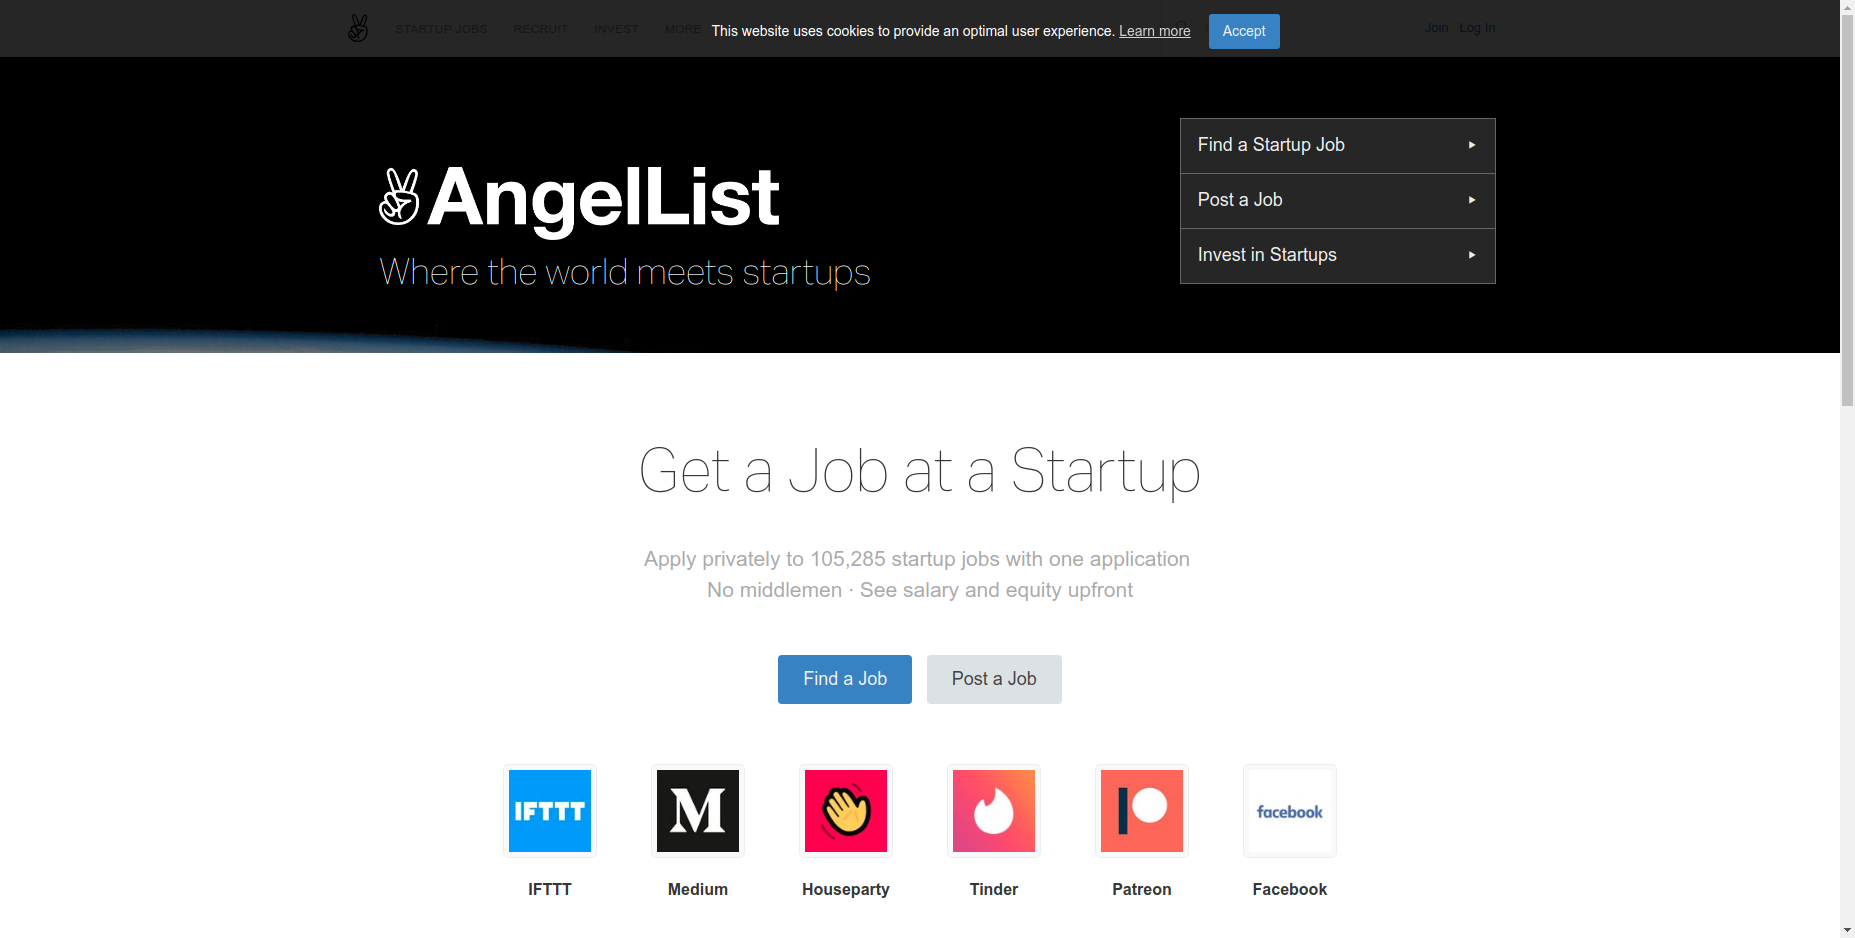 STARTUP JOBS RECRUIT INVEST MORE This website uses cookies to provide an optimal user experience. Learn more Accept Join Log In
Find a Startup Job
Post a Job
Invest in Startups
AngelList
Where the world meets startups
Get a Job at a Startup
Apply privately to 105,285 startup jobs with one application
No middlemen · See salary and equity upfront
Find a Job Post a Job
IFTTT M facebook
IFTTT Medium Houseparty Tinder Patreon Facebook